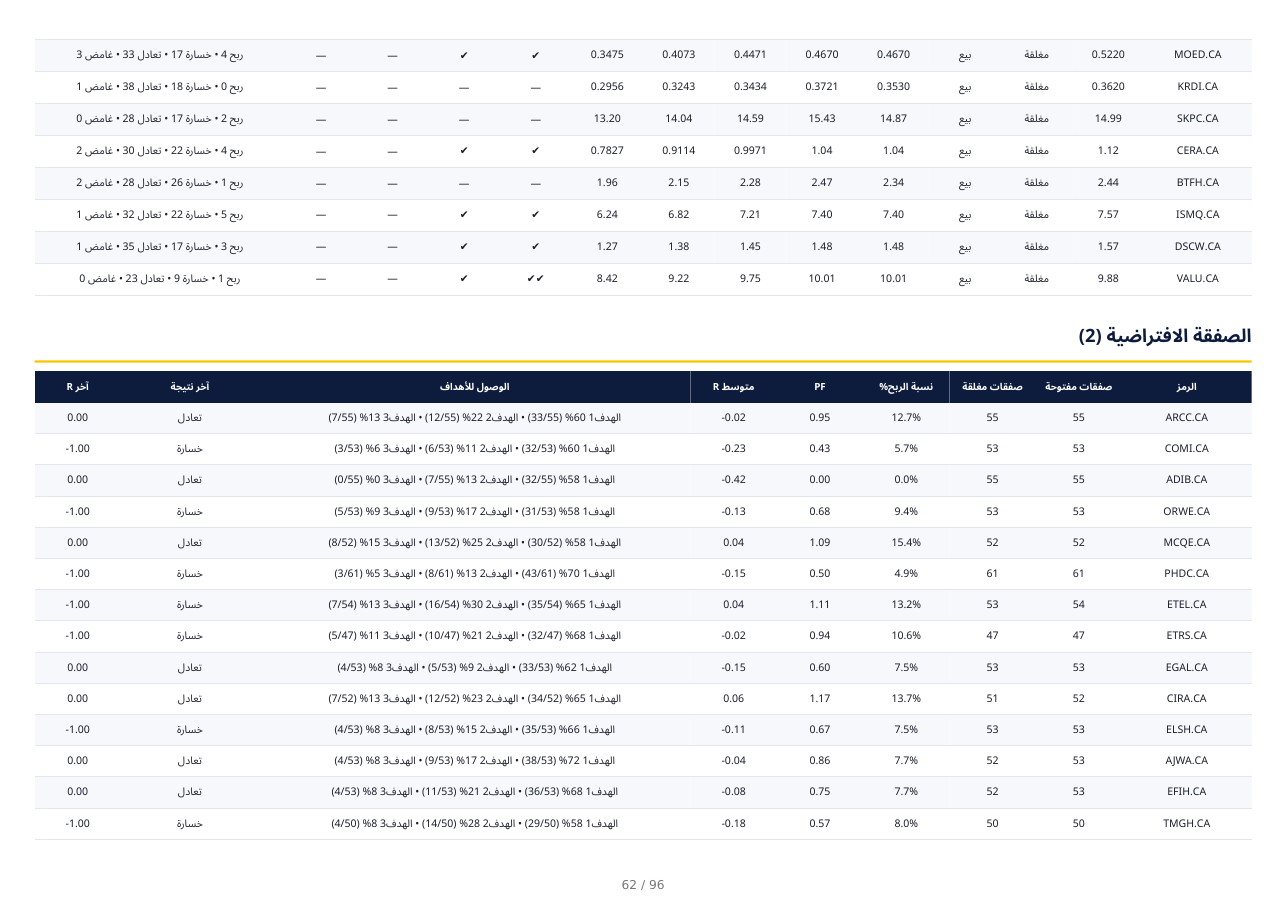 MOED.CA 0.5220 مغلقة بيع 0.4670 0.4670 0.4471 0.4073 0.3475 ✔ ✔ — — ربح 4 • خسارة 17 • تعادل 33 • غامض 3
KRDI.CA 0.3620 مغلقة بيع 0.3530 0.3721 0.3434 0.3243 0.2956 — — — — ربح 0 • خسارة 18 • تعادل 38 • غامض 1
SKPC.CA 14.99 مغلقة بيع 14.87 15.43 14.59 14.04 13.20 — — — — ربح 2 • خسارة 17 • تعادل 28 • غامض 0
CERA.CA 1.12 مغلقة بيع 1.04 1.04 0.9971 0.9114 0.7827 ✔ ✔ — — ربح 4 • خسارة 22 • تعادل 30 • غامض 2
BTFH.CA 2.44 مغلقة بيع 2.34 2.47 2.28 2.15 1.96 — — — — ربح 1 • خسارة 26 • تعادل 28 • غامض 2
ISMQ.CA 7.57 مغلقة بيع 7.40 7.40 7.21 6.82 6.24 ✔ ✔ — — ربح 5 • خسارة 22 • تعادل 32 • غامض 1
DSCW.CA 1.57 مغلقة بيع 1.48 1.48 1.45 1.38 1.27 ✔ ✔ — — ربح 3 • خسارة 17 • تعادل 35 • غامض 1
VALU.CA 9.88 مغلقة بيع 10.01 10.01 9.75 9.22 8.42 ✔✔ ✔ — — ربح 1 • خسارة 9 • تعادل 23 • غامض 0
الصفقة الافتراضية (2)
الرمز صفقات مفتوحة صفقات مغلقة نسبة الربح% PF متوسط R الوصول للأهداف آخر نتيجة آخر R
ARCC.CA 55 55 12.7% 0.95 -0.02 الهدف1 60% (33/55) • الهدف2 22% (12/55) • الهدف3 13% (7/55) تعادل 0.00
COMI.CA 53 53 5.7% 0.43 -0.23 الهدف1 60% (32/53) • الهدف2 11% (6/53) • الهدف3 6% (3/53) خسارة -1.00
ADIB.CA 55 55 0.0% 0.00 -0.42 الهدف1 58% (32/55) • الهدف2 13% (7/55) • الهدف3 0% (0/55) تعادل 0.00
ORWE.CA 53 53 9.4% 0.68 -0.13 الهدف1 58% (31/53) • الهدف2 17% (9/53) • الهدف3 9% (5/53) خسارة -1.00
MCQE.CA 52 52 15.4% 1.09 0.04 الهدف1 58% (30/52) • الهدف2 25% (13/52) • الهدف3 15% (8/52) تعادل 0.00
PHDC.CA 61 61 4.9% 0.50 -0.15 الهدف1 70% (43/61) • الهدف2 13% (8/61) • الهدف3 5% (3/61) خسارة -1.00
ETEL.CA 54 53 13.2% 1.11 0.04 الهدف1 65% (35/54) • الهدف2 30% (16/54) • الهدف3 13% (7/54) خسارة -1.00
ETRS.CA 47 47 10.6% 0.94 -0.02 الهدف1 68% (32/47) • الهدف2 21% (10/47) • الهدف3 11% (5/47) خسارة -1.00
EGAL.CA 53 53 7.5% 0.60 -0.15 الهدف1 62% (33/53) • الهدف2 9% (5/53) • الهدف3 8% (4/53) تعادل 0.00
CIRA.CA 52 51 13.7% 1.17 0.06 الهدف1 65% (34/52) • الهدف2 23% (12/52) • الهدف3 13% (7/52) تعادل 0.00
ELSH.CA 53 53 7.5% 0.67 -0.11 الهدف1 66% (35/53) • الهدف2 15% (8/53) • الهدف3 8% (4/53) خسارة -1.00
AJWA.CA 53 52 7.7% 0.86 -0.04 الهدف1 72% (38/53) • الهدف2 17% (9/53) • الهدف3 8% (4/53) تعادل 0.00
EFIH.CA 53 52 7.7% 0.75 -0.08 الهدف1 68% (36/53) • الهدف2 21% (11/53) • الهدف3 8% (4/53) تعادل 0.00
TMGH.CA 50 50 8.0% 0.57 -0.18 الهدف1 58% (29/50) • الهدف2 28% (14/50) • الهدف3 8% (4/50) خسارة -1.00
62 / 96